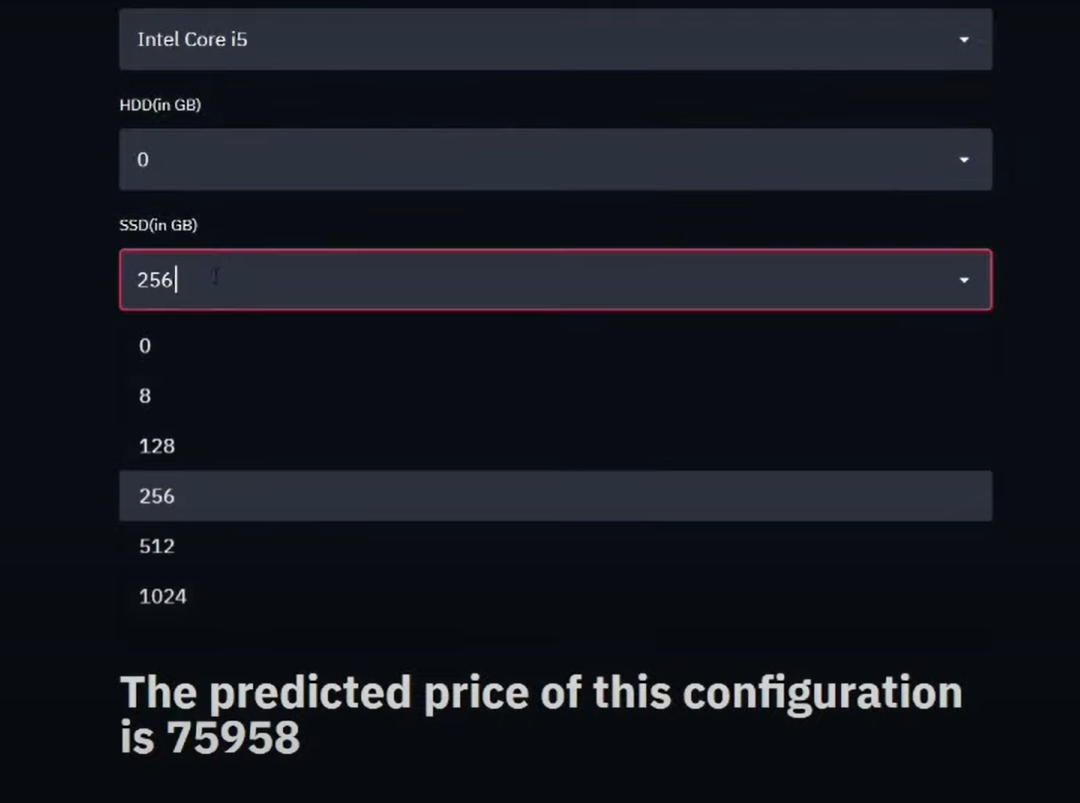 Intel Core i5
HDD(in GB)
0
SSD(in GB)
256
0
8
128
256
512
1024
The predicted price of this configuration
is 75958